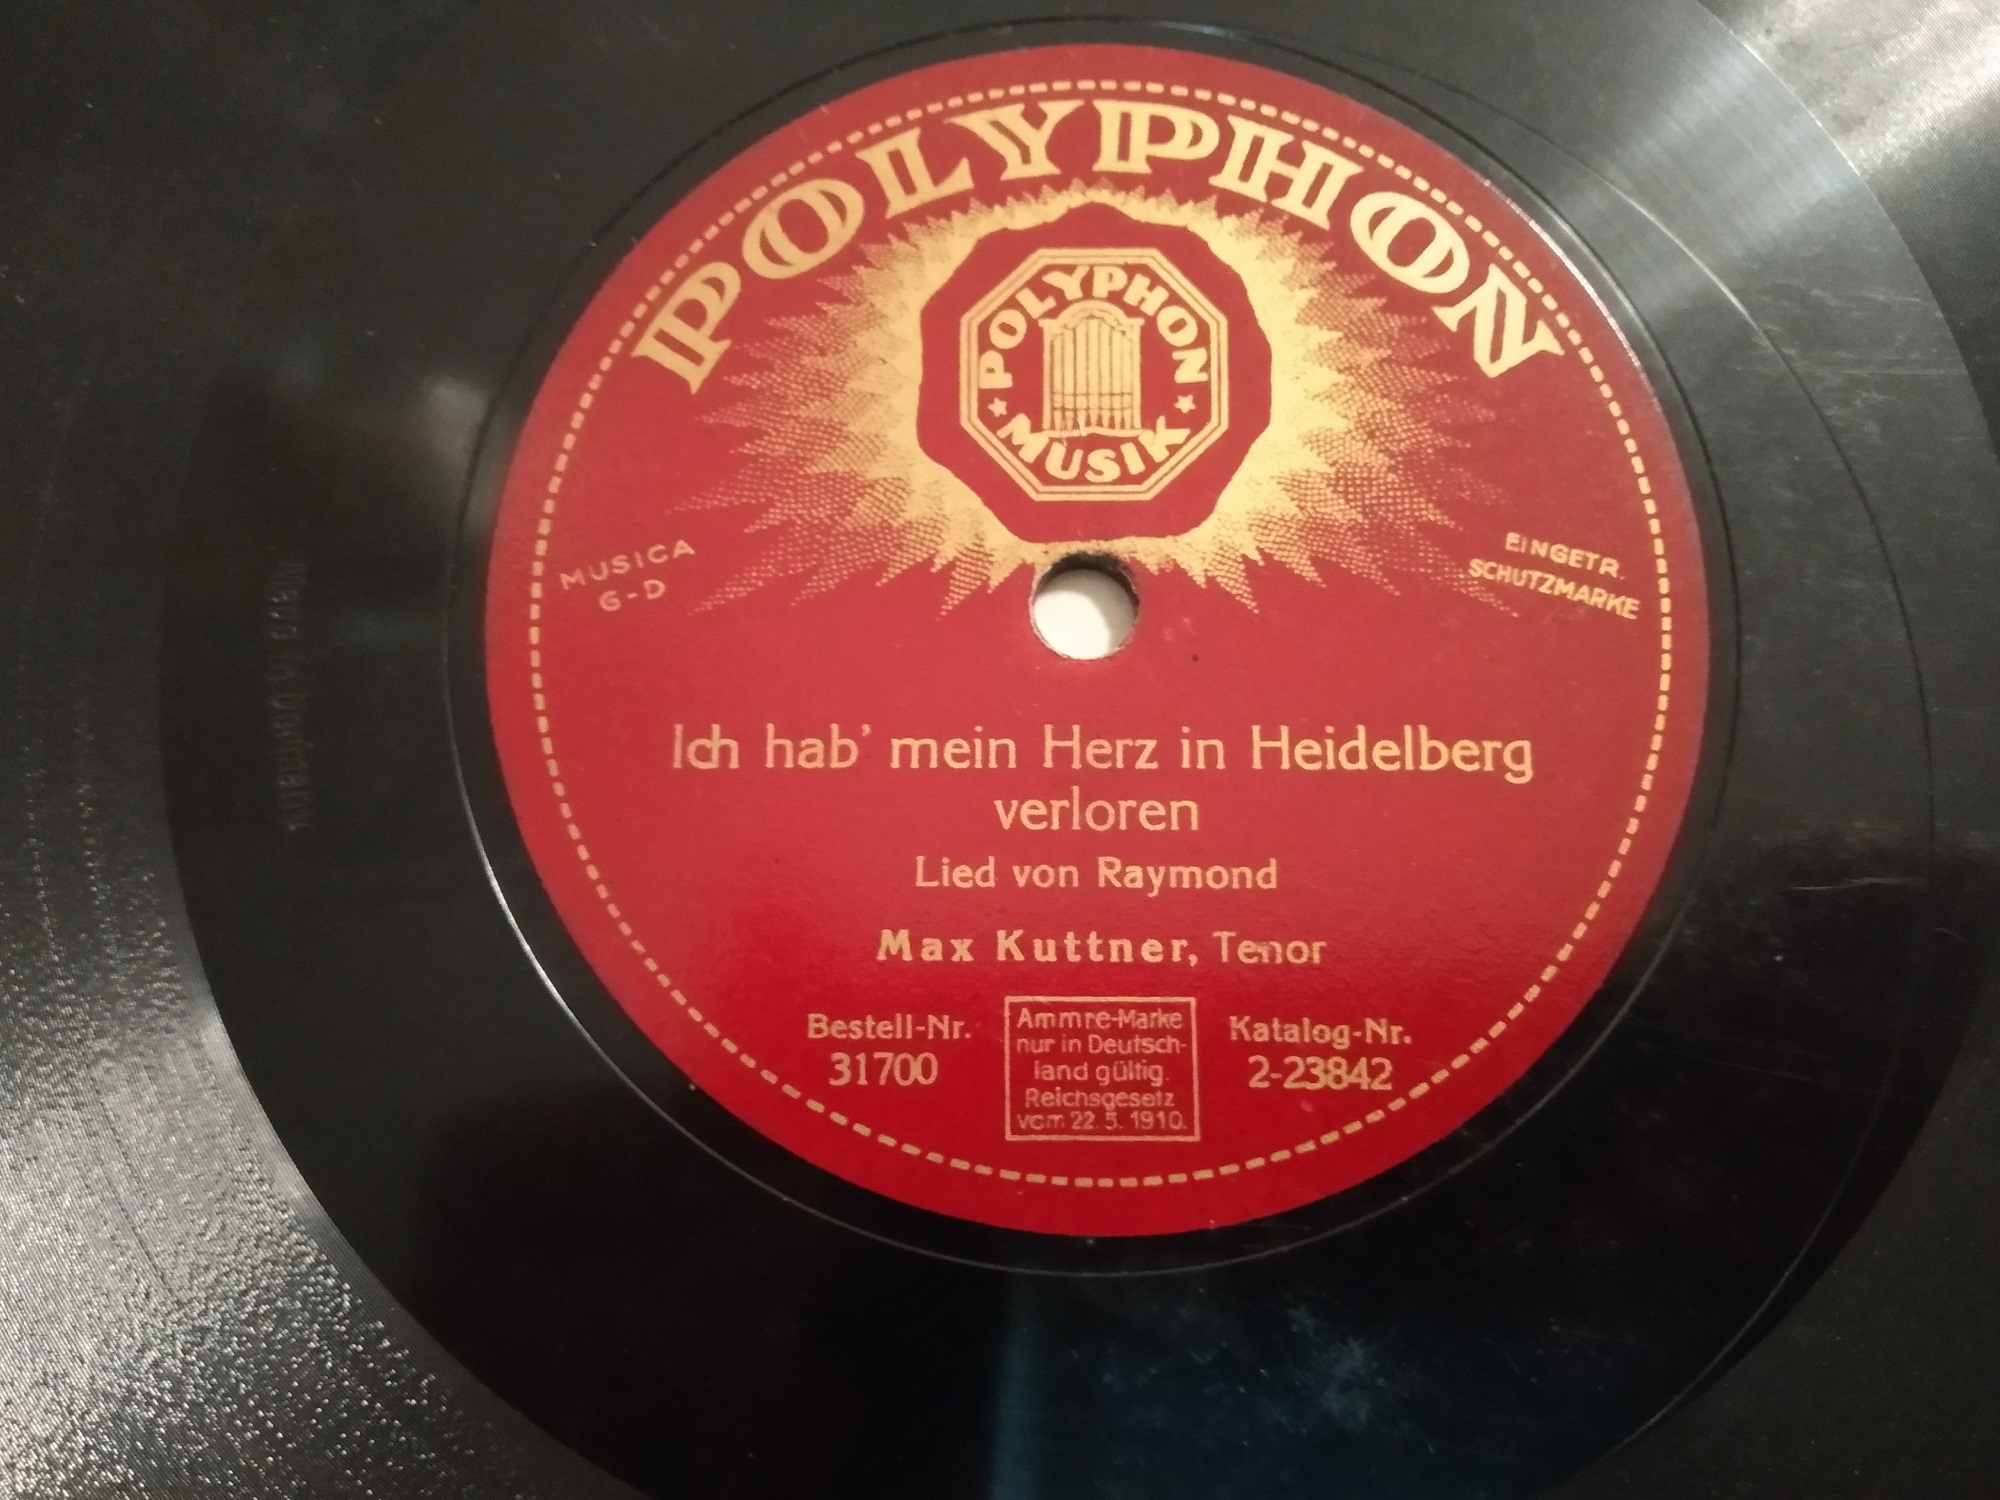 POLYPHON
POLYPHON
MUSIK
MUSICA
G-D
EINGETR.
SCHUTZMARKE
Ich hab' mein Herz in Heidelberg
verloren
Lied von Raymond
Max Kuttner, Tenor
Bestell-Nr.
31700
Ammre-Marke
nur in Deutsch-
land gültig.
Reichsgesetz
vom 22. 5. 1910.
Katalog-Nr.
2-23842